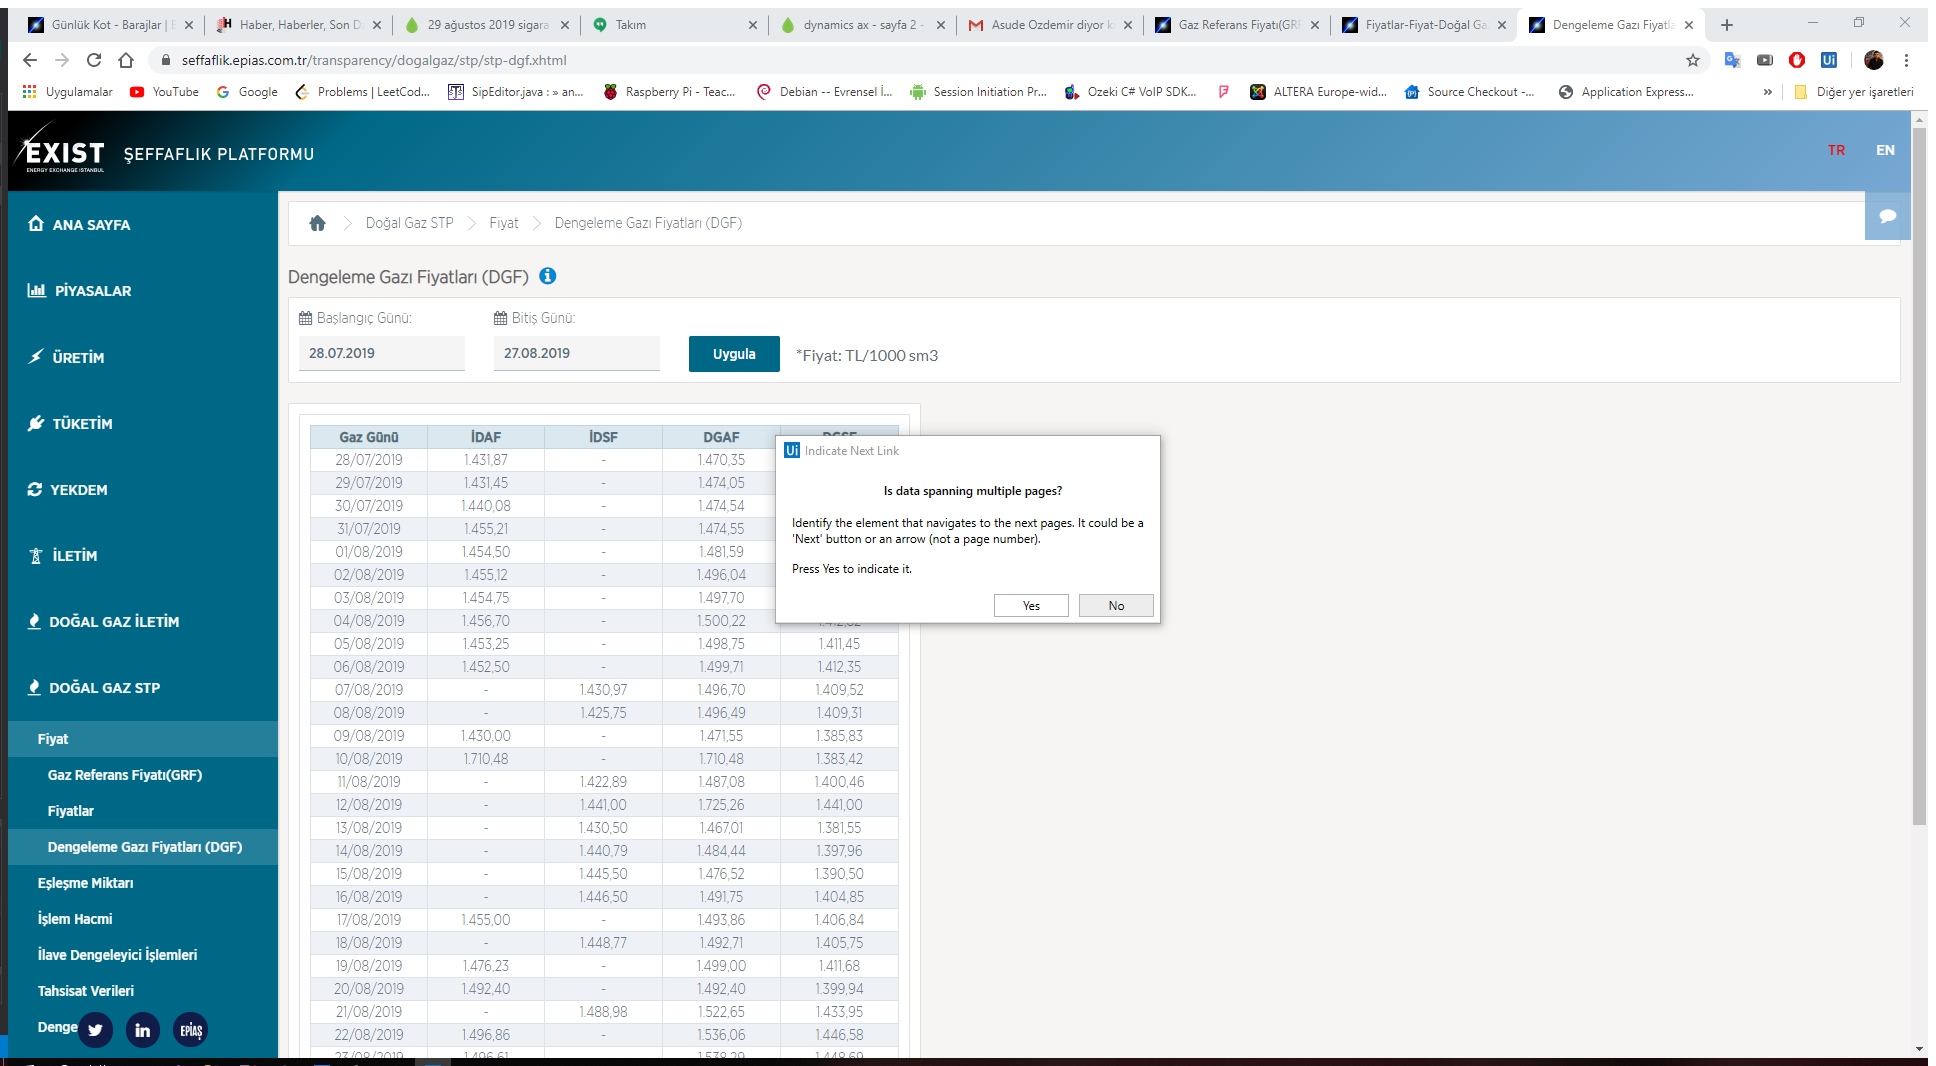 Günlük Kot - Barajlar | E
Haber, Haberler, Son D
29 ağustos 2019 sigara
Takım
dynamics ax - sayfa 2 -
Asude Ozdemir diyor k
Gaz Referans Fiyatı(GRF
Fiyatlar-Fiyat-Doğal Ga
Dengeleme Gazı Fiyatla
seffaflik.epias.com.tr/transparency/dogalgaz/stp/stp-dgf.xhtml
Uygulamalar YouTube Google Problems | LeetCod... SipEditor.java : » an... Raspberry Pi - Teac... Debian -- Evrensel İ... Session Initiation Pr... Ozeki C# VoIP SDK... ALTERA Europe-wid... Source Checkout -... Application Express... » Diğer yer işaretleri
EXIST
ENERGY EXCHANGE ISTANBUL
ŞEFFAFLIK PLATFORMU
TR EN
ANA SAYFA
PİYASALAR
ÜRETİM
TÜKETİM
YEKDEM
İLETİM
DOĞAL GAZ İLETİM
DOĞAL GAZ STP
Fiyat
Gaz Referans Fiyatı(GRF)
Fiyatlar
Dengeleme Gazı Fiyatları (DGF)
Eşleşme Miktarı
İşlem Hacmi
İlave Dengeleyici İşlemleri
Tahsisat Verileri
Denge
EPİAŞ
Doğal Gaz STP Fiyat Dengeleme Gazı Fiyatları (DGF)
Dengeleme Gazı Fiyatları (DGF)
Başlangıç Günü: Bitiş Günü:
28.07.2019 27.08.2019 Uygula *Fiyat: TL/1000 sm3
Gaz Günü İDAF İDSF DGAF DGSF
28/07/2019 1.431,87 - 1.470,35
29/07/2019 1.431,45 - 1.474,05
30/07/2019 1.440,08 - 1.474,54
31/07/2019 1.455,21 - 1.474,55
01/08/2019 1.454,50 - 1.481,59
02/08/2019 1.455,12 - 1.496,04
03/08/2019 1.454,75 - 1.497,70
04/08/2019 1.456,70 - 1.500,22
05/08/2019 1.453,25 - 1.498,75 1.411,45
06/08/2019 1.452,50 - 1.499,71 1.412,35
07/08/2019 - 1.430,97 1.496,70 1.409,52
08/08/2019 - 1.425,75 1.496,49 1.409,31
09/08/2019 1.430,00 - 1.471,55 1.385,83
10/08/2019 1.710,48 - 1.710,48 1.383,42
11/08/2019 - 1.422,89 1.487,08 1.400,46
12/08/2019 - 1.441,00 1.725,26 1.441,00
13/08/2019 - 1.430,50 1.467,01 1.381,55
14/08/2019 - 1.440,79 1.484,44 1.397,96
15/08/2019 - 1.445,50 1.476,52 1.390,50
16/08/2019 - 1.446,50 1.491,75 1.404,85
17/08/2019 1.455,00 - 1.493,86 1.406,84
18/08/2019 - 1.448,77 1.492,71 1.405,75
19/08/2019 1.476,23 - 1.499,00 1.411,68
20/08/2019 1.492,40 - 1.492,40 1.399,94
21/08/2019 - 1.488,98 1.522,65 1.433,95
22/08/2019 1.496,86 - 1.536,06 1.446,58
23/08/2019 1.496,61 - 1.538,29 1.448,69
Ui Indicate Next Link
Is data spanning multiple pages?
Identify the element that navigates to the next pages. It could be a
'Next' button or an arrow (not a page number).
Press Yes to indicate it.
Yes No